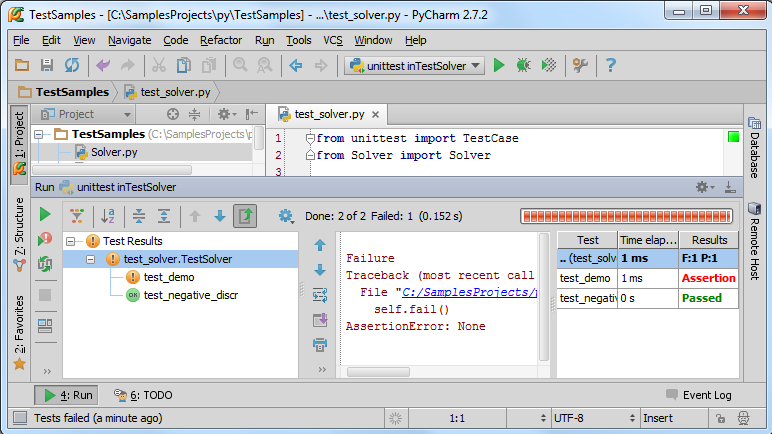 TestSamples - [C:\SamplesProjects\py\TestSamples] - ...\test_solver.py - PyCharm 2.7.2
File Edit View Navigate Code Refactor Run Tools VCS Window Help
unittest inTestSolver
TestSamples test_solver.py
1: Project
Project
test_solver.py
TestSamples (C:\SamplesProjects\p
Solver.py
1 from unittest import TestCase
2 from Solver import Solver
3
Database
Run unittest inTestSolver
7: Structure
2: Favorites
Remote Host
Done: 2 of 2 Failed: 1 (0.152 s)
Test Results
test_solver.TestSolver
test_demo
OK test_negative_discr
Failure
Traceback (most recent call
File "C:/SamplesProjects/p
self.fail()
AssertionError: None
Test Time elap... Results
.. (test_solv 1 ms F:1 P:1
test_demo 1 ms Assertion
test_negativ 0 s Passed
4: Run 6: TODO Event Log
Tests failed (a minute ago) 1:1 UTF-8 Insert